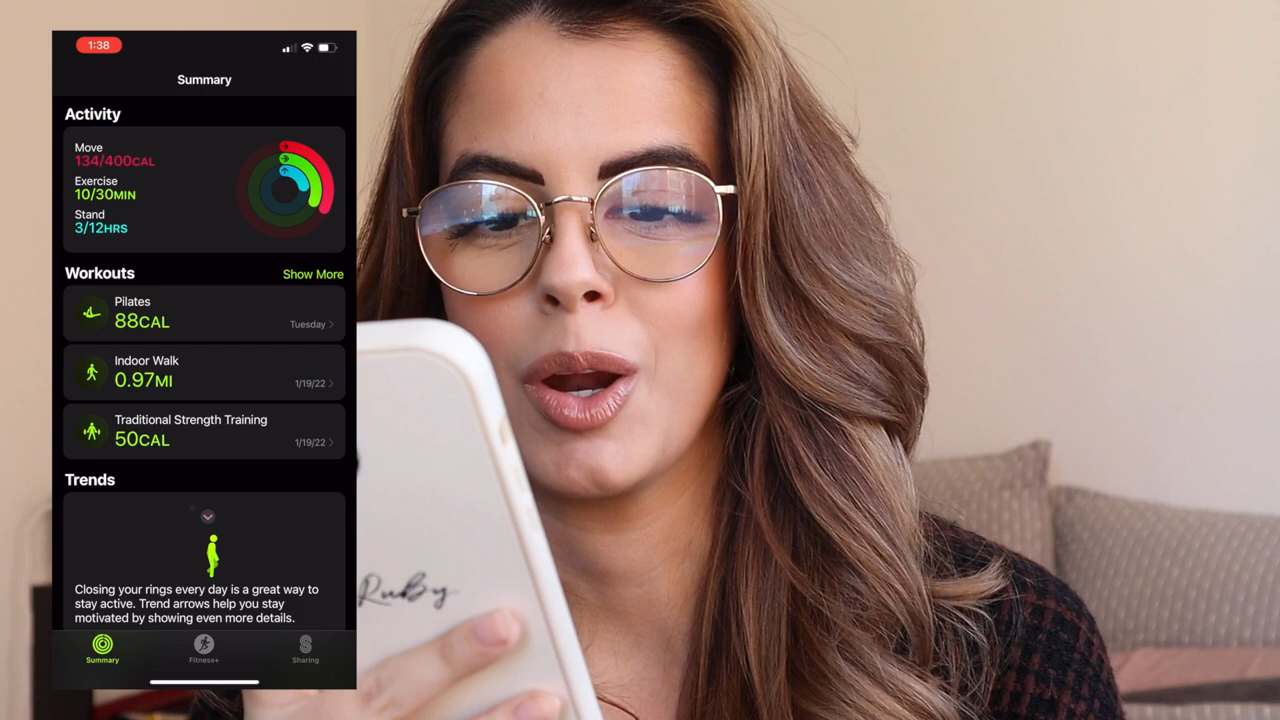 1:38
Summary
Activity
Move
134/400CAL
Exercise
10/30MIN
Stand
3/12HRS
Workouts Show More
Pilates
88CAL
Tuesday
Indoor Walk
0.97MI
1/19/22
Traditional Strength Training
50CAL
1/19/22
Trends
Closing your rings every day is a great way to
stay active. Trend arrows help you stay
motivated by showing even more details.
Summary Fitness+ Sharing
RuBy